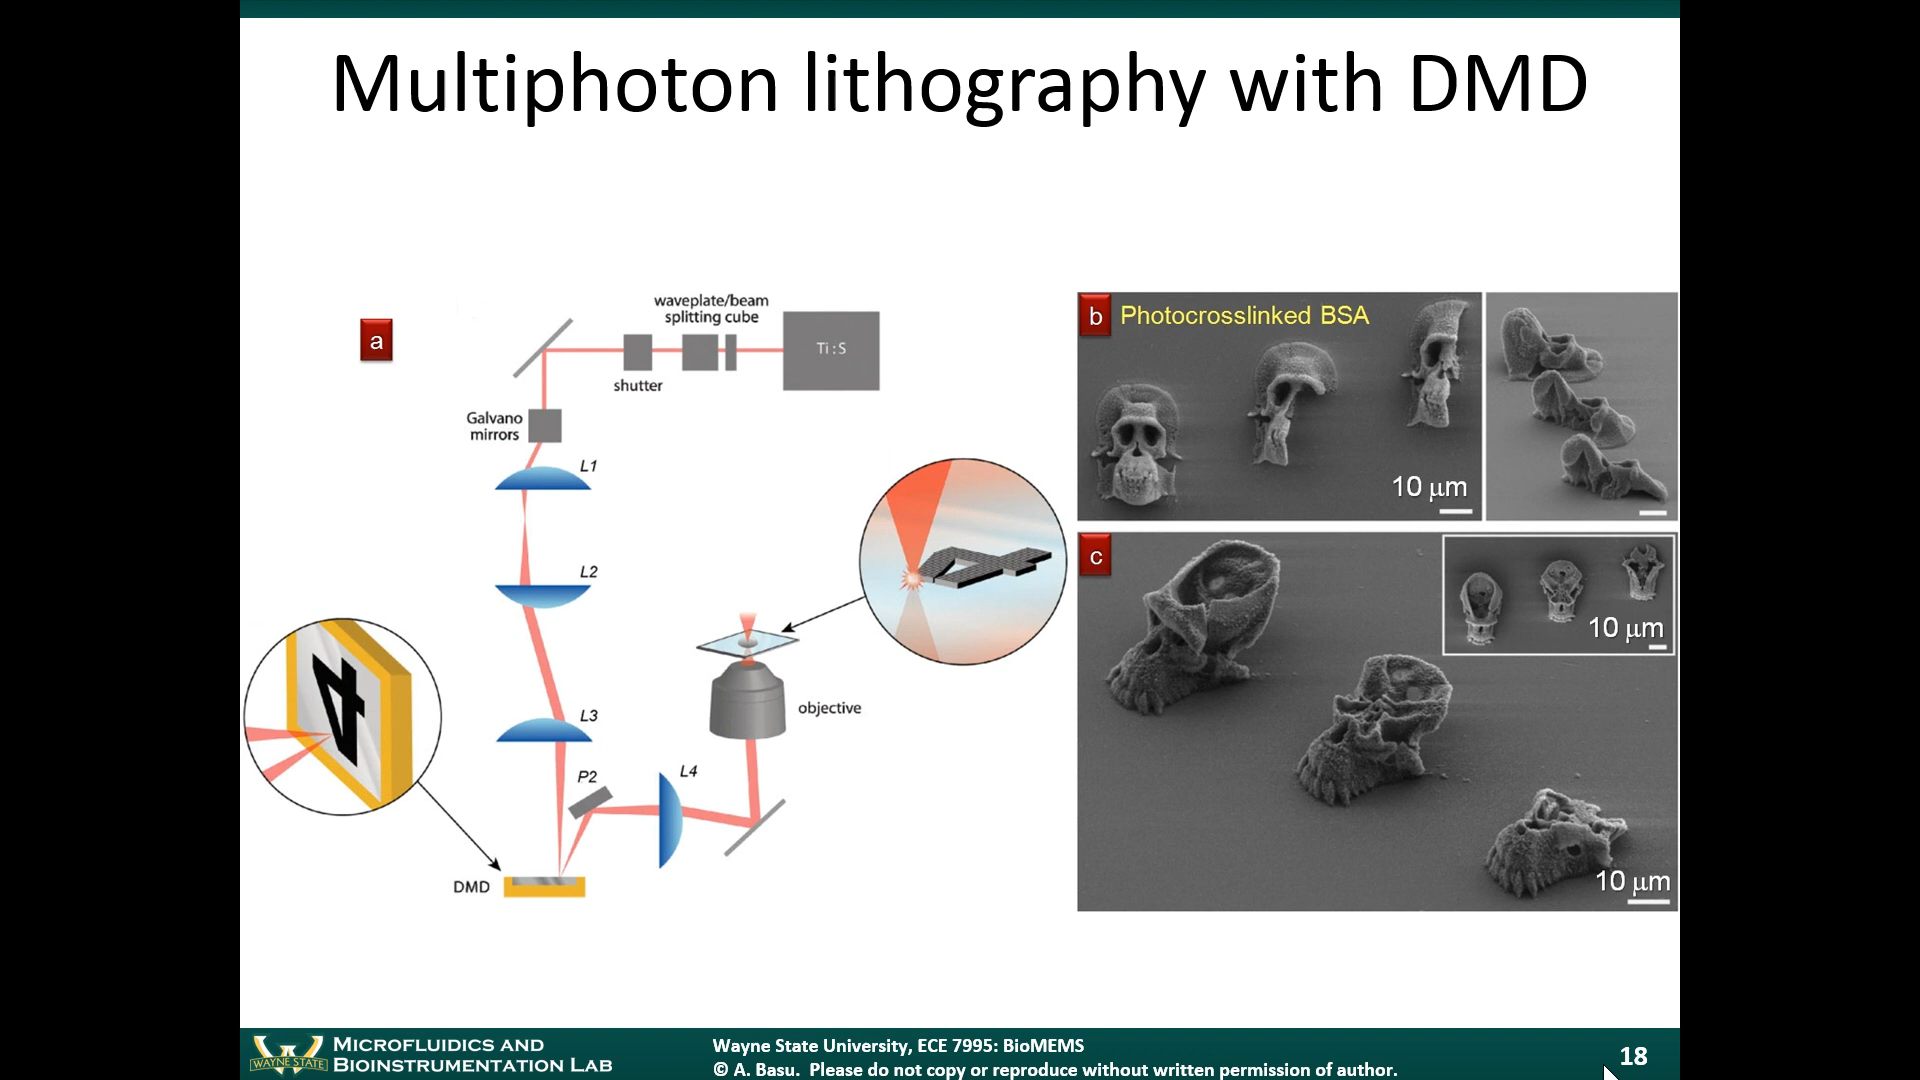 Multiphoton lithography with DMD
a
waveplate/beam
splitting cube
Ti:S
shutter
Galvano
mirrors
L1
L2
L3
P2
L4
objective
DMD
4
4
b
Photocrosslinked BSA
10 μm
c
10 μm
10 μm
WAYNE STATE
MICROFLUIDICS AND
BIOINSTRUMENTATION LAB
Wayne State University, ECE 7995: BioMEMS
© A. Basu.  Please do not copy or reproduce without written permission of author.
18